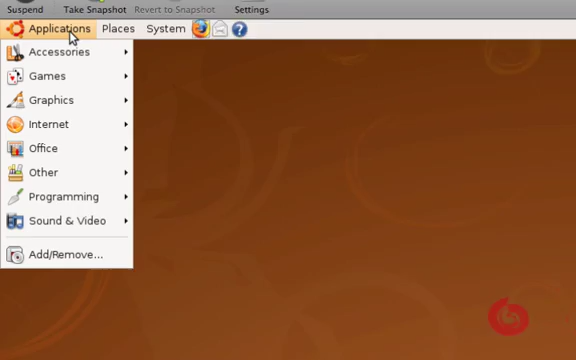 Suspend Take Snapshot Revert to Snapshot Settings
Applications Places System
Accessories
Games
Graphics
Internet
Office
Other
Programming
Sound & Video
Add/Remove...